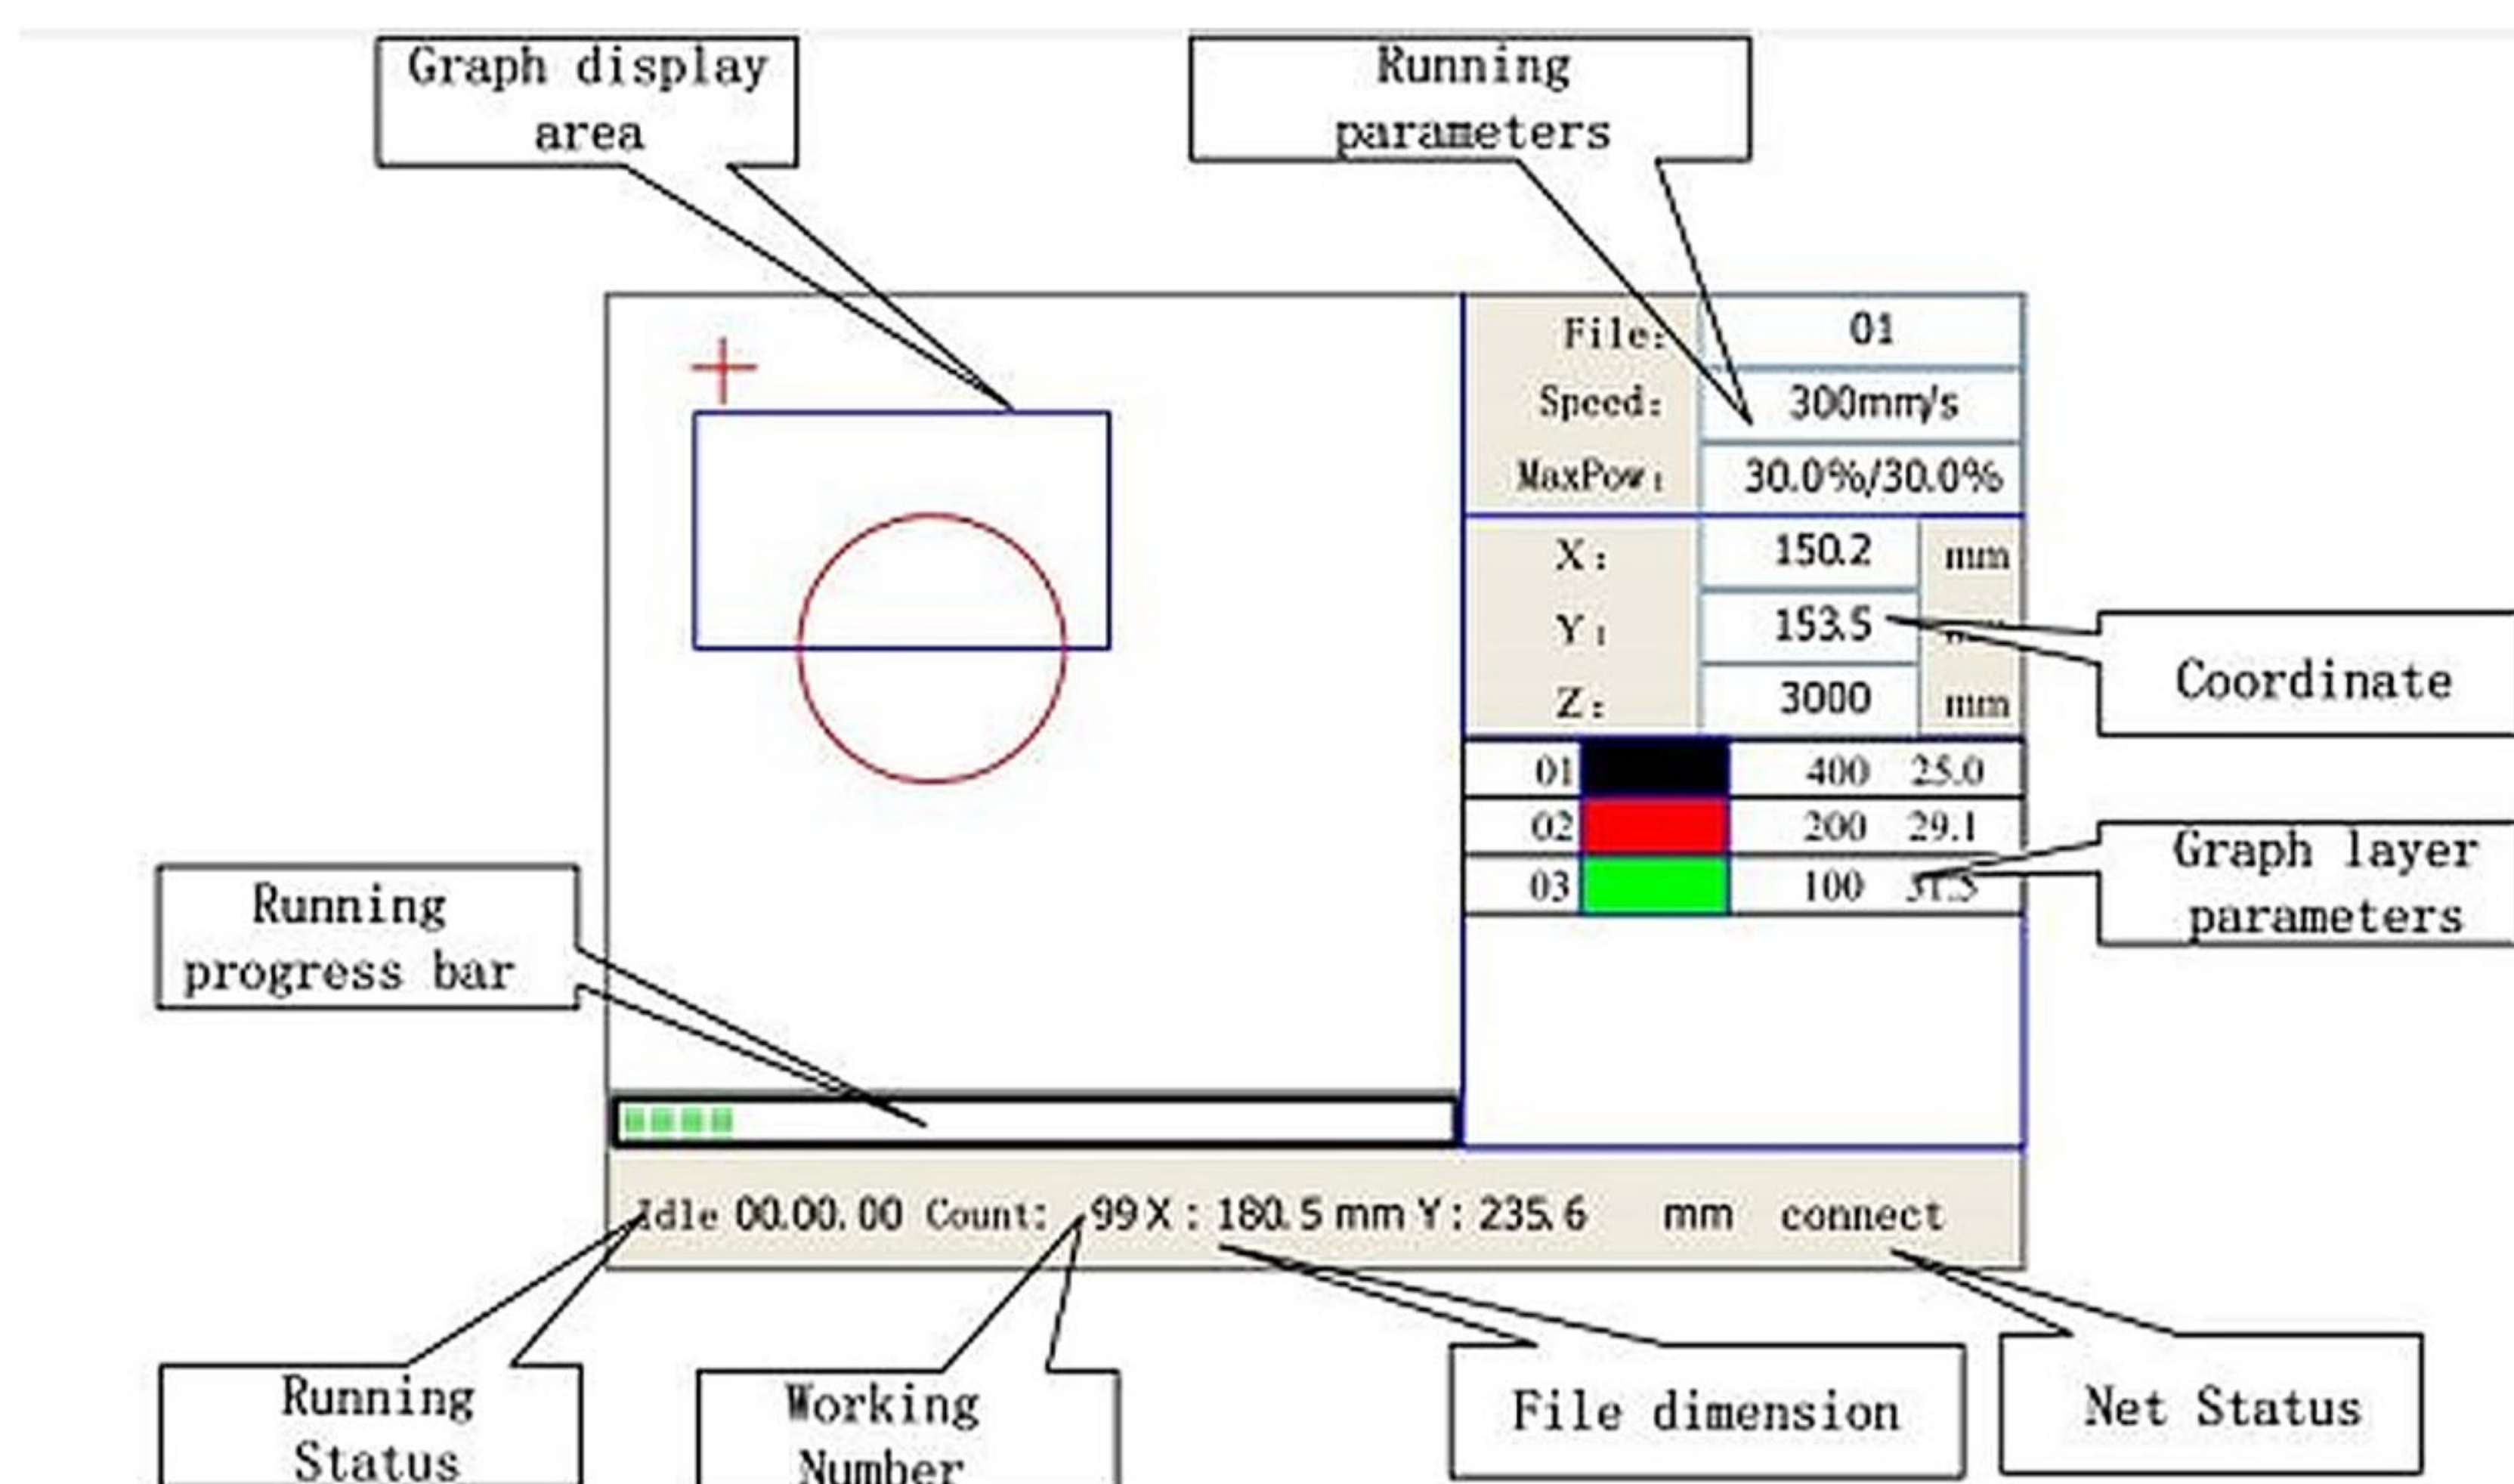 Graph display
area
Running
parameters
File: 01
Speed: 300mm/s
MaxPow: 30.0%/30.0%
X: 150.2 mm
Y: 153.5
Z: 3000 mm
Coordinate
01 400 25.0
02 200 29.1
03 100 31.5
Graph layer
parameters
Running
progress bar
Idle 00.00.00 Count: 99 X: 180.5 mm Y: 235.6 mm connect
Running
Status
Working
Number
File dimension
Net Status